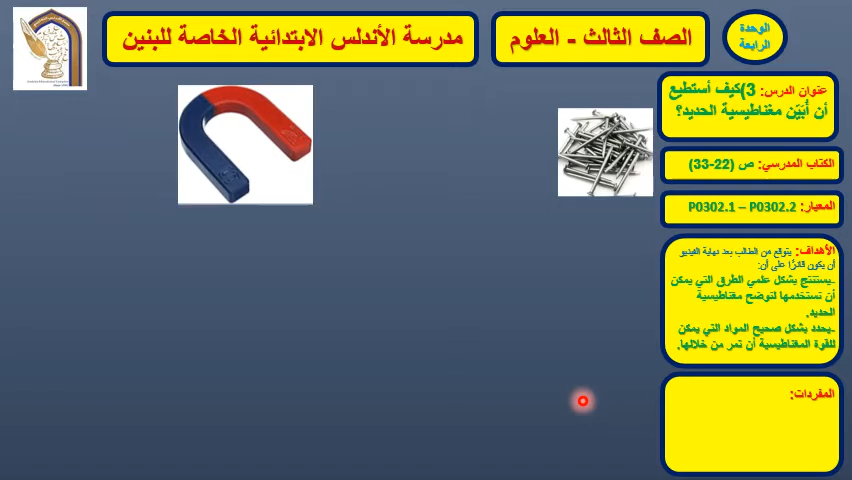 الوحدة
الرابعة
الصف الثالث - العلوم
مدرسة الأندلس الابتدائية الخاصة للبنين
عنوان الدرس: 3)كيف أستطيع
أن أُبَيّن مغناطيسية الحديد؟
الكتاب المدرسي: ص (22-33)
المعيار: P0302.1 – P0302.2
الأهداف: يتوقع من الطالب بعد نهاية الفيديو
أن يكون قادرًا على أن:
-يستنتج بشكل علمي الطرق التي يمكن
أن تستخدمها لتوضح مغناطيسية
الحديد.
-يحدد بشكل صحيح المواد التي يمكن
للقوة المغناطيسية أن تمر من خلالها.
المفردات: